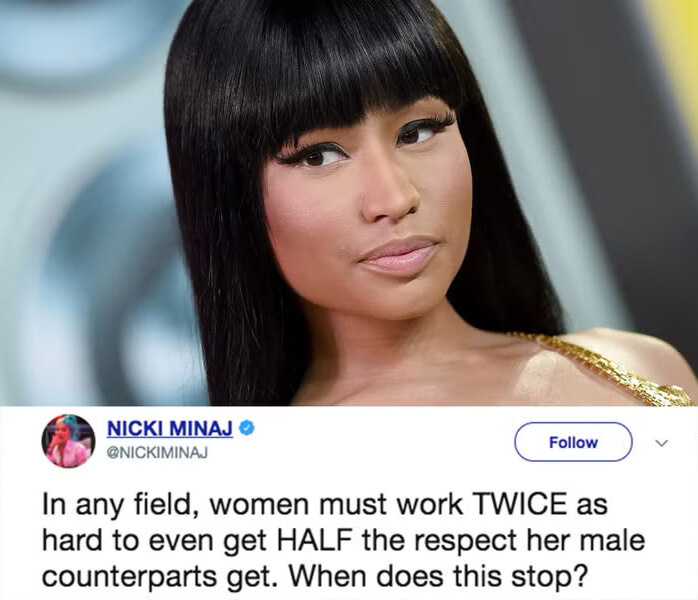 NICKI MINAJ
@NICKIMINAJ
Follow
In any field, women must work TWICE as
hard to even get HALF the respect her male
counterparts get. When does this stop?